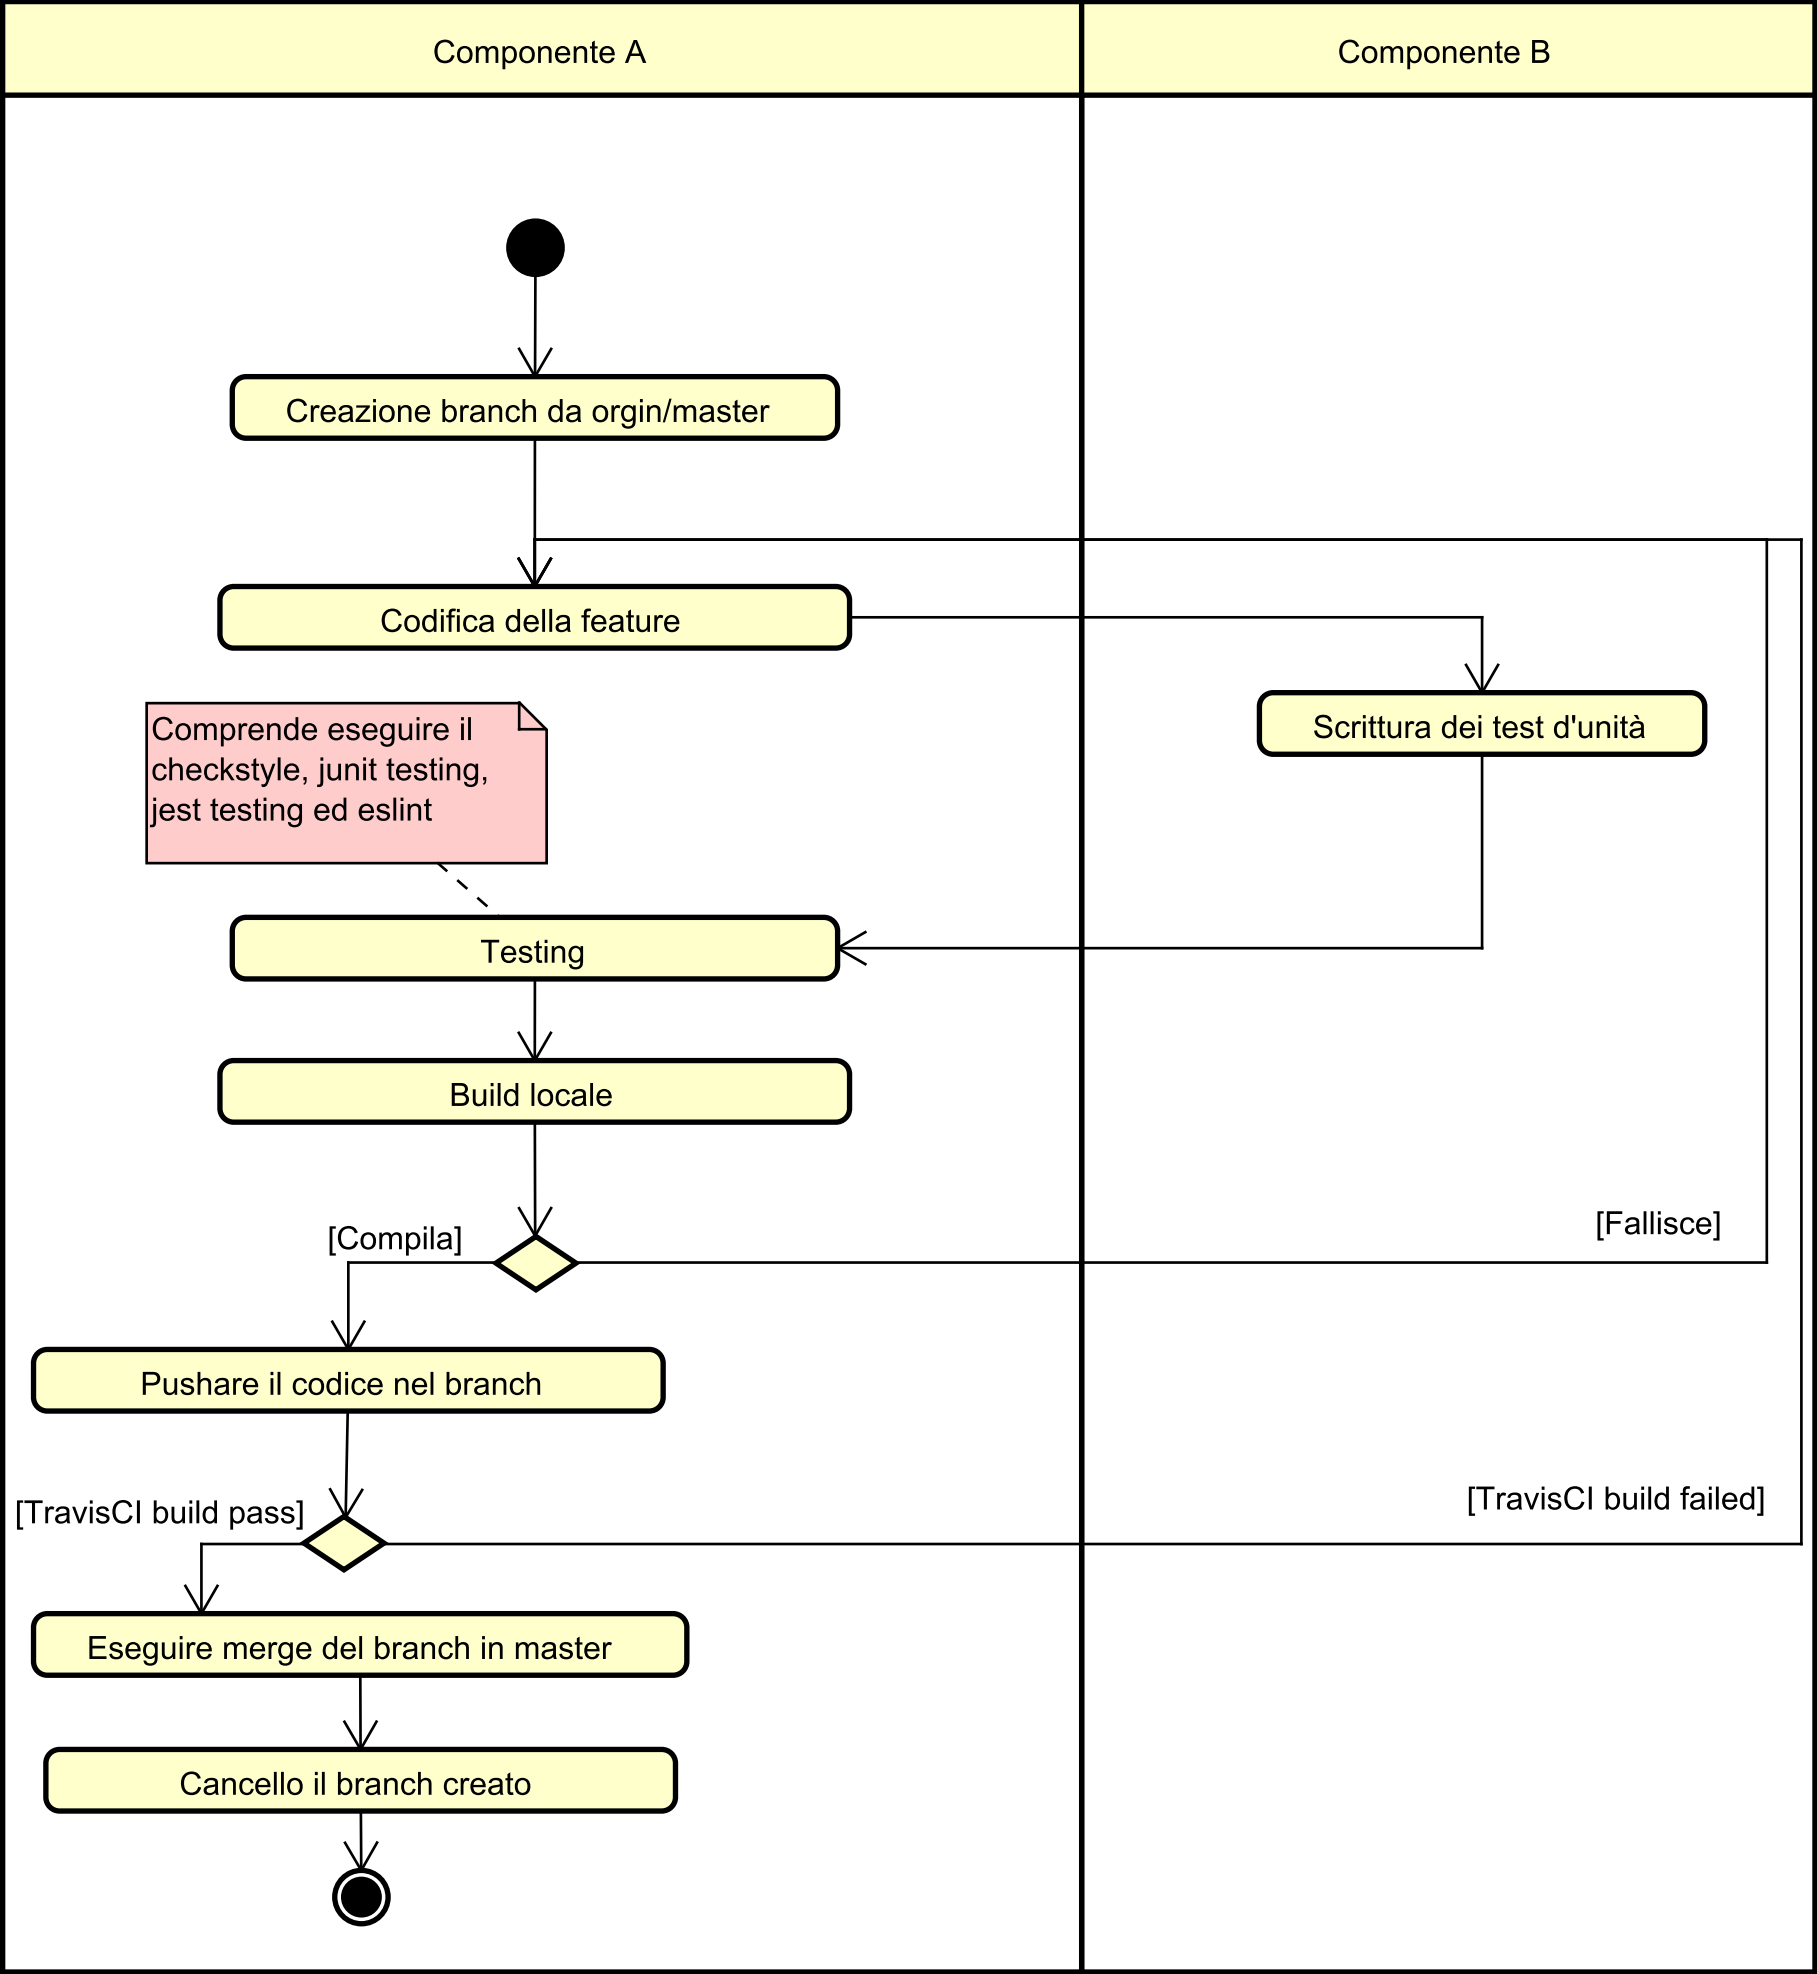 Componente A
Componente B
Creazione branch da orgin/master
Codifica della feature
Scrittura dei test d'unità
Comprende eseguire il
checkstyle, junit testing,
jest testing ed eslint
Testing
Build locale
[Compila]
[Fallisce]
Pushare il codice nel branch
[TravisCI build pass]
[TravisCI build failed]
Eseguire merge del branch in master
Cancello il branch creato